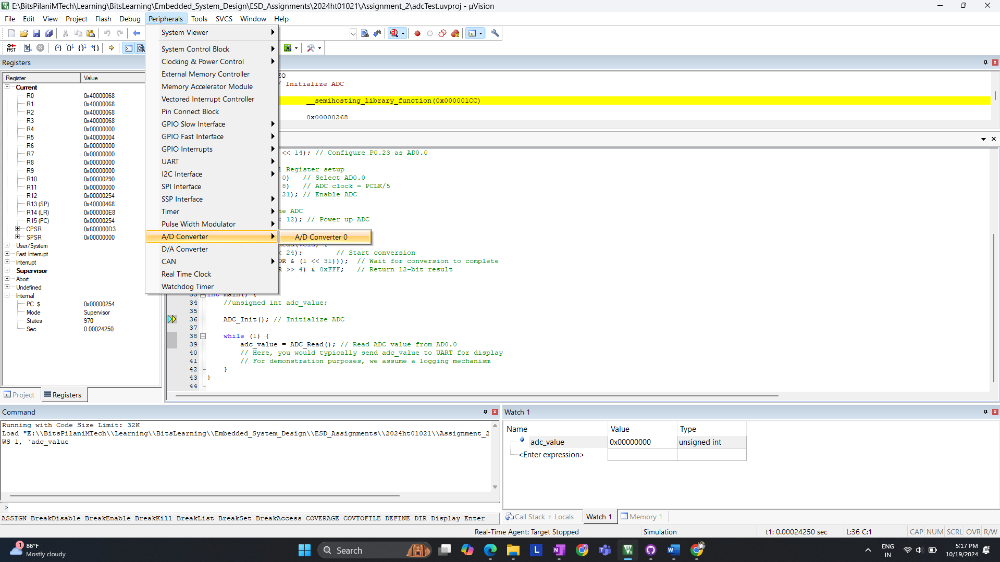 E:\BitsPilaniMTech\Learning\BitsLearning\Embedded_System_Design\ESD_Assignments\2024ht01021\Assignment_2\adcTest.uvproj - µVision
File Edit View Project Flash Debug Peripherals Tools SVCS Window Help
RST
System Viewer
System Control Block
Clocking & Power Control
External Memory Controller
Memory Accelerator Module
Vectored Interrupt Controller
Pin Connect Block
GPIO Slow Interface
GPIO Fast Interface
GPIO Interrupts
UART
I2C Interface
SPI Interface
SSP Interface
Timer
Pulse Width Modulator
A/D Converter
D/A Converter
CAN
Real Time Clock
Watchdog Timer
A/D Converter 0
Registers
Register Value
Current
R0 0x40000068
R1 0x40000068
R2 0x40000068
R3 0x40000068
R4 0x00000000
R5 0x40000004
R6 0x00000000
R7 0x00000000
R8 0x00000000
R9 0x00000000
R10 0x00000290
R11 0x00000000
R12 0x00000254
R13 (SP) 0x40000468
R14 (LR) 0x000000E8
R15 (PC) 0x00000254
CPSR 0x600000D3
SPSR 0x00000000
User/System
Fast Interrupt
Interrupt
Supervisor
Abort
Undefined
Internal
PC $ 0x00000254
Mode Supervisor
States 970
Sec 0.00024250
Project Registers
EQ
/ Initialize ADC
__semihosting_library_function(0x000001CC)
0x00000268
<< 14); // Configure P0.23 as AD0.0
l Register setup
0) // Select AD0.0
8) // ADC clock = PCLK/5
21); // Enable ADC
he ADC
< 12); // Power up ADC
Read(void) {
< 24); // Start conversion
DR & (1 << 31))); // Wait for conversion to complete
R >> 4) & 0xFFF; // Return 12-bit result
33 int main() {
34 //unsigned int adc_value;
35
36 ADC_Init(); // Initialize ADC
37
38 while (1) {
39 adc_value = ADC_Read(); // Read ADC value from AD0.0
40 // Here, you would typically send adc_value to UART for display
41 // For demonstration purposes, we assume a logging mechanism
42 }
43 }
44
Command
Running with Code Size Limit: 32K
Load "E:\\BitsPilaniMTech\\Learning\\BitsLearning\\Embedded_System_Design\\ESD_Assignments\\2024ht01021\\Assignment_2
WS 1, `adc_value
>
ASSIGN BreakDisable BreakEnable BreakKill BreakList BreakSet BreakAccess COVERAGE COVTOFILE DEFINE DIR Display Enter
Watch 1
Name Value Type
adc_value 0x00000000 unsigned int
<Enter expression>
Call Stack + Locals Watch 1 Memory 1
Real-Time Agent: Target Stopped Simulation t1: 0.00024250 sec L:36 C:1 CAP NUM SCRL OVR R/W
1
86°F
Mostly cloudy
Search
L
ENG
IN
5:17 PM
10/19/2024